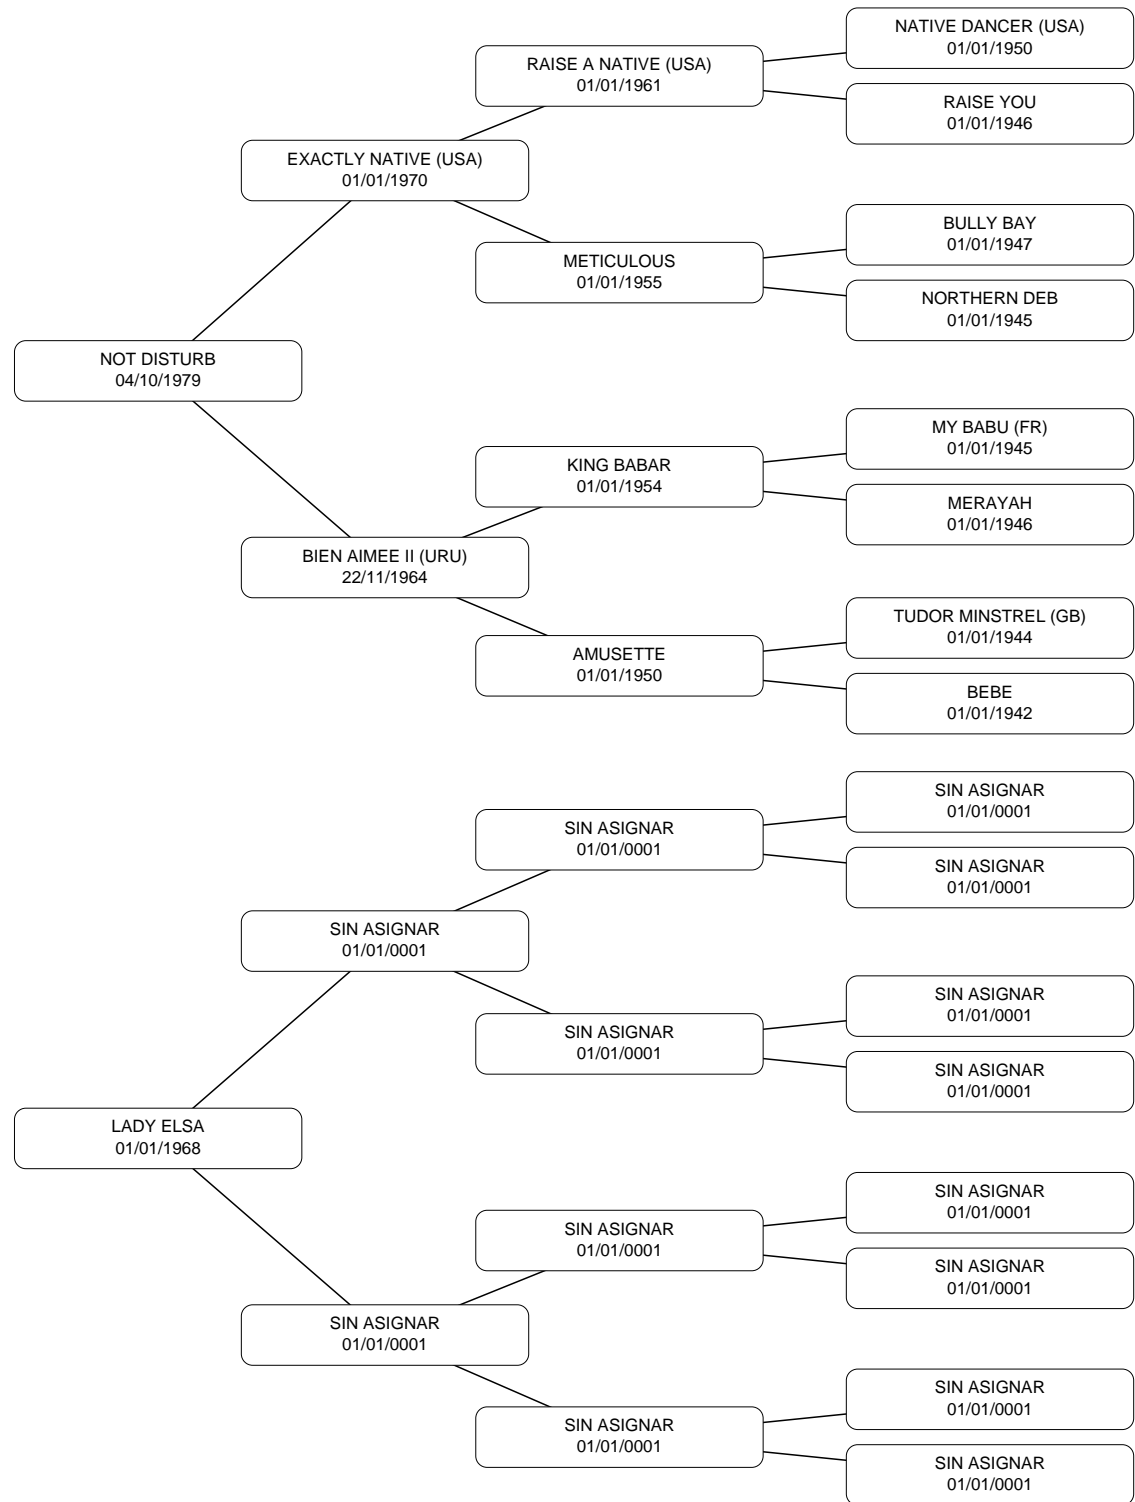 NATIVE DANCER (USA)
01/01/1950
RAISE A NATIVE (USA)
01/01/1961
RAISE YOU
01/01/1946
EXACTLY NATIVE (USA)
01/01/1970
BULLY BAY
01/01/1947
METICULOUS
01/01/1955
NORTHERN DEB
01/01/1945
NOT DISTURB
04/10/1979
MY BABU (FR)
01/01/1945
KING BABAR
01/01/1954
MERAYAH
01/01/1946
BIEN AIMEE II (URU)
22/11/1964
TUDOR MINSTREL (GB)
01/01/1944
AMUSETTE
01/01/1950
BEBE
01/01/1942
SIN ASIGNAR
01/01/0001
SIN ASIGNAR
01/01/0001
SIN ASIGNAR
01/01/0001
SIN ASIGNAR
01/01/0001
SIN ASIGNAR
01/01/0001
SIN ASIGNAR
01/01/0001
SIN ASIGNAR
01/01/0001
LADY ELSA
01/01/1968
SIN ASIGNAR
01/01/0001
SIN ASIGNAR
01/01/0001
SIN ASIGNAR
01/01/0001
SIN ASIGNAR
01/01/0001
SIN ASIGNAR
01/01/0001
SIN ASIGNAR
01/01/0001
SIN ASIGNAR
01/01/0001